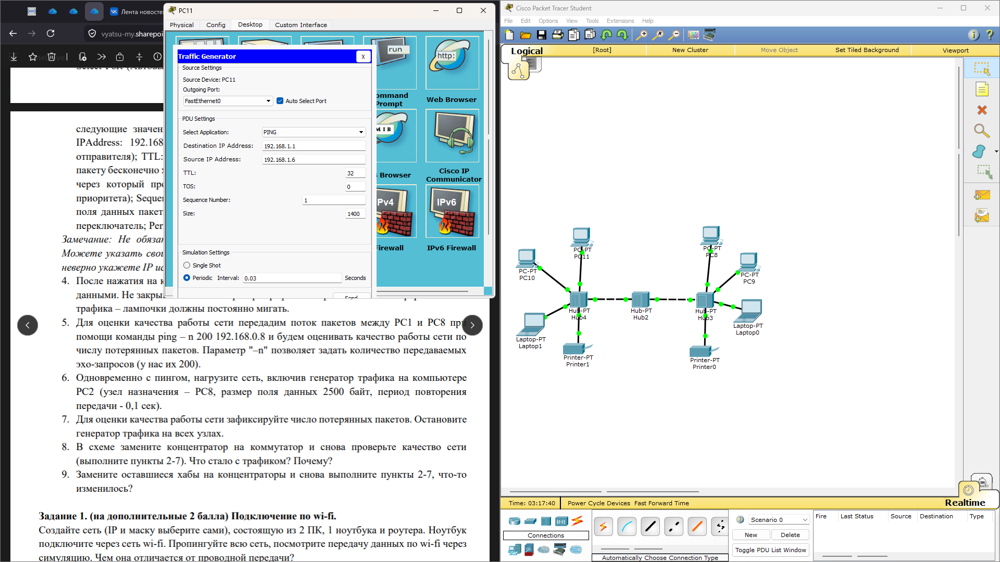 Лента новосте
vyatsu-my.sharepoi
следующие значен
IPAddress: 192.168
отправителя); TTL:
пакету бесконечно х
через который про
приоритета); Sequen
поля данных пакет
переключатель; Per
Замечание: Не обязат
Можете указать свои
неверно укажете IP ис
4. После нажатия на к
данными. Не закры
трафика – лампочки должны постоянно мигать.
5. Для оценки качества работы сети передадим поток пакетов между PC1 и PC8 при
помощи команды ping – n 200 192.168.0.8 и будем оценивать качество работы сети по
числу потерянных пакетов. Параметр "–n" позволяет задать количество передаваемых
эхо-запросов (у нас их 200).
6. Одновременно с пингом, нагрузите сеть, включив генератор трафика на компьютере
PC2 (узел назначения – PC8, размер поля данных 2500 байт, период повторения
передачи - 0,1 сек).
7. Для оценки качества работы сети зафиксируйте число потерянных пакетов. Остановите
генератор трафика на всех узлах.
8. В схеме замените концентратор на коммутатор и снова проверьте качество сети
(выполните пункты 2-7). Что стало с трафиком? Почему?
9. Замените оставшиеся хабы на концентраторы и снова выполните пункты 2-7, что-то
изменилось?
Задание 1. (на дополнительные 2 балла) Подключение по wi-fi.
Создайте сеть (IP и маску выберите сами), состоящую из 2 ПК, 1 ноутбука и роутера. Ноутбук
подключите через сеть wi-fi. Пропингуйте всю сеть, посмотрите передачу данных по wi-fi через
симуляцию. Чем она отличается от проводной передачи?
PC11
Physical Config Desktop Custom Interface
Traffic Generator X
Source Settings
Source Device: PC11
Outgoing Port:
FastEthernet0 Auto Select Port
PDU Settings
Select Application: PING
Destination IP Address: 192.168.1.1
Source IP Address: 192.168.1.6
TTL: 32
TOS: 0
Sequence Number: 1
Size: 1400
Simulation Settings
Single Shot
Periodic Interval: 0.03 Seconds
Send
run
http:
ommand
Prompt
Web Browser
MIB
Browser
Cisco IP
Communicator
Pv4
IPv6
Firewall
IPv6 Firewall
Cisco Packet Tracer Student
File Edit Options View Tools Extensions Help
Logical [Root] New Cluster Move Object Set Tiled Background Viewport
PC-PT
PC11
PC-PT
PC8
PC-PT
PC10
PC-PT
PC9
Hub-PT
Hub4
Hub-PT
Hub2
Hub-PT
Hub3
Laptop-PT
Laptop1
Laptop-PT
Laptop0
Printer-PT
Printer1
Printer-PT
Printer0
Time: 03:17:40 Power Cycle Devices Fast Forward Time
Realtime
Connections
Automatically Choose Connection Type
Scenario 0
New Delete
Toggle PDU List Window
Fire Last Status Source Destination Type